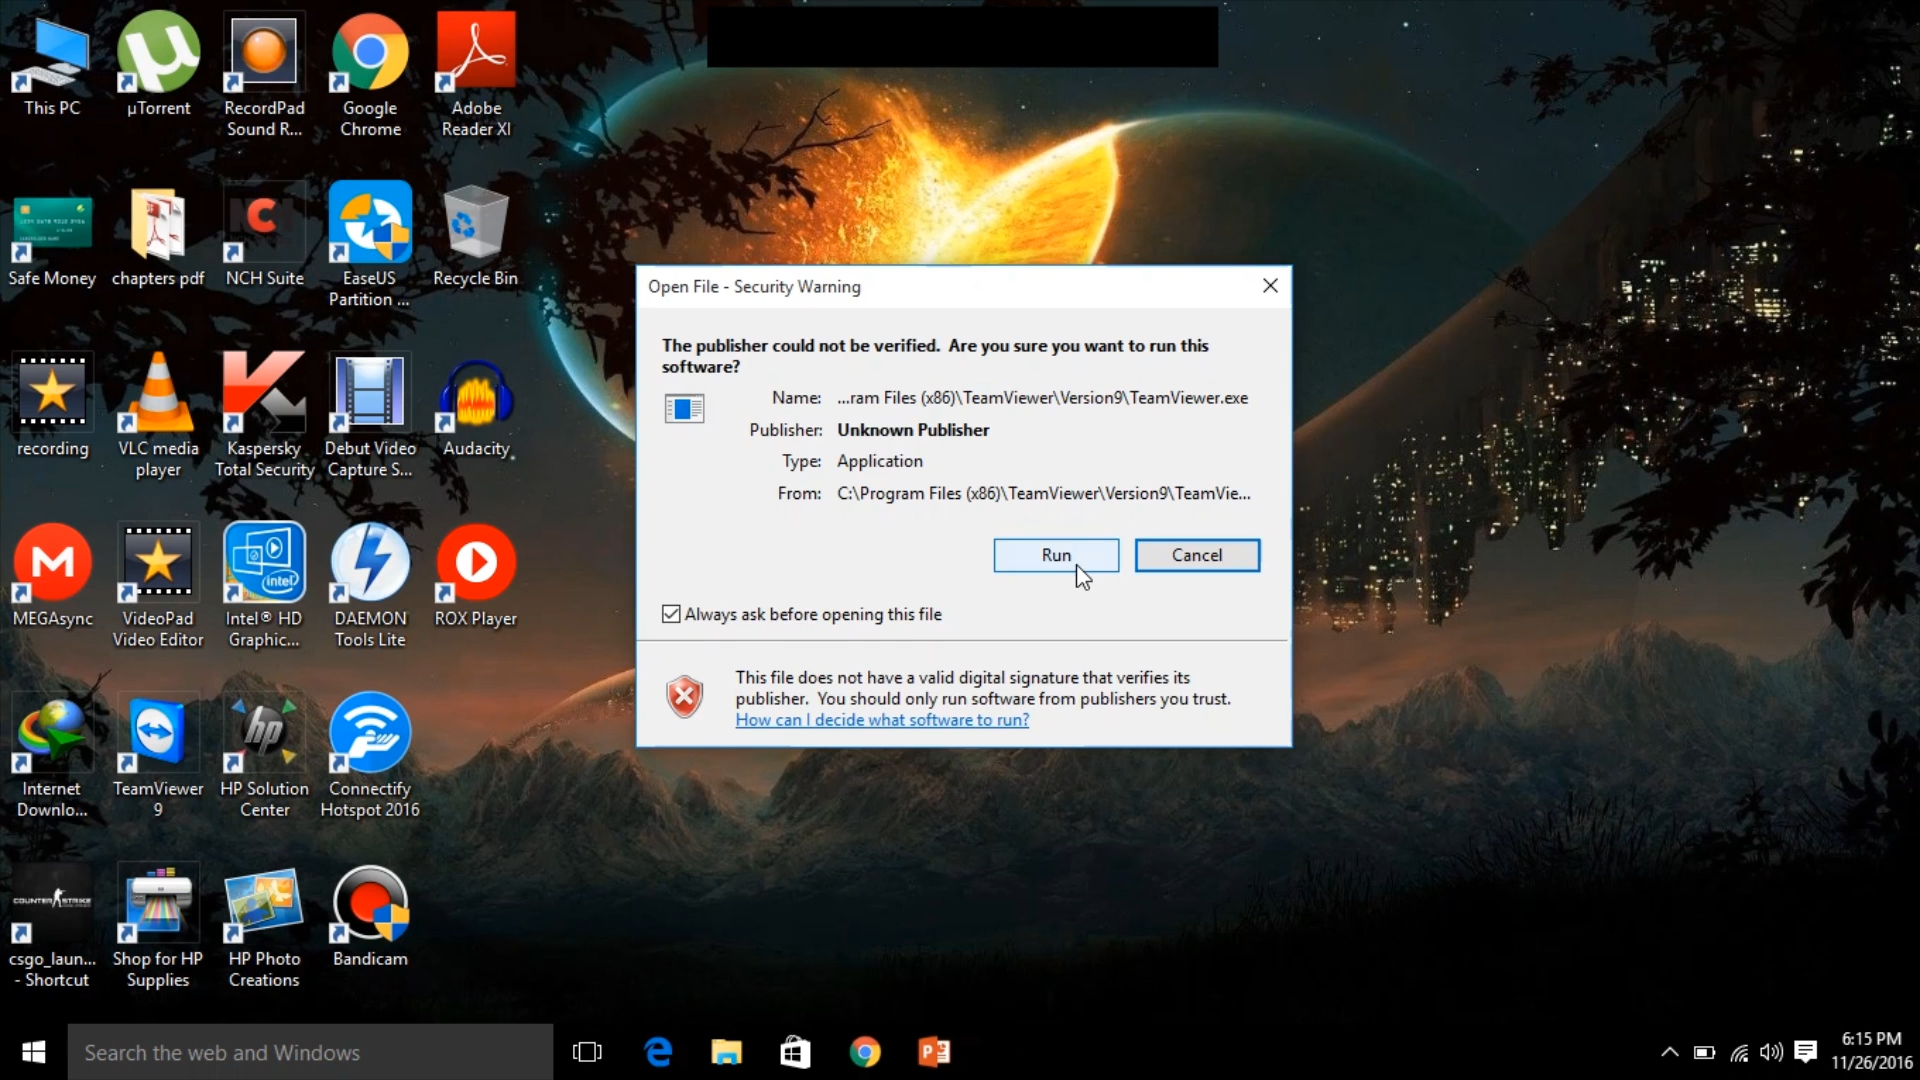 This PC
µTorrent
RecordPad
Sound R...
Google
Chrome
Adobe
Reader XI
Safe Money
chapters pdf
NCH Suite
EaseUS
Partition ...
Recycle Bin
recording
VLC media
player
Kaspersky
Total Security
Debut Video
Capture S...
Audacity
MEGAsync
VideoPad
Video Editor
intel
Intel® HD
Graphic...
DAEMON
Tools Lite
ROX Player
Internet
Downlo...
TeamViewer
9
hp
HP Solution
Center
Connectify
Hotspot 2016
COUNTER STRIKE
csgo_laun...
- Shortcut
Shop for HP
Supplies
HP Photo
Creations
Bandicam
Open File - Security Warning
The publisher could not be verified. Are you sure you want to run this
software?
Name: ...ram Files (x86)\TeamViewer\Version9\TeamViewer.exe
Publisher: Unknown Publisher
Type: Application
From: C:\Program Files (x86)\TeamViewer\Version9\TeamVie...
Run
Cancel
Always ask before opening this file
This file does not have a valid digital signature that verifies its
publisher. You should only run software from publishers you trust.
How can I decide what software to run?
Search the web and Windows
6:15 PM
11/26/2016